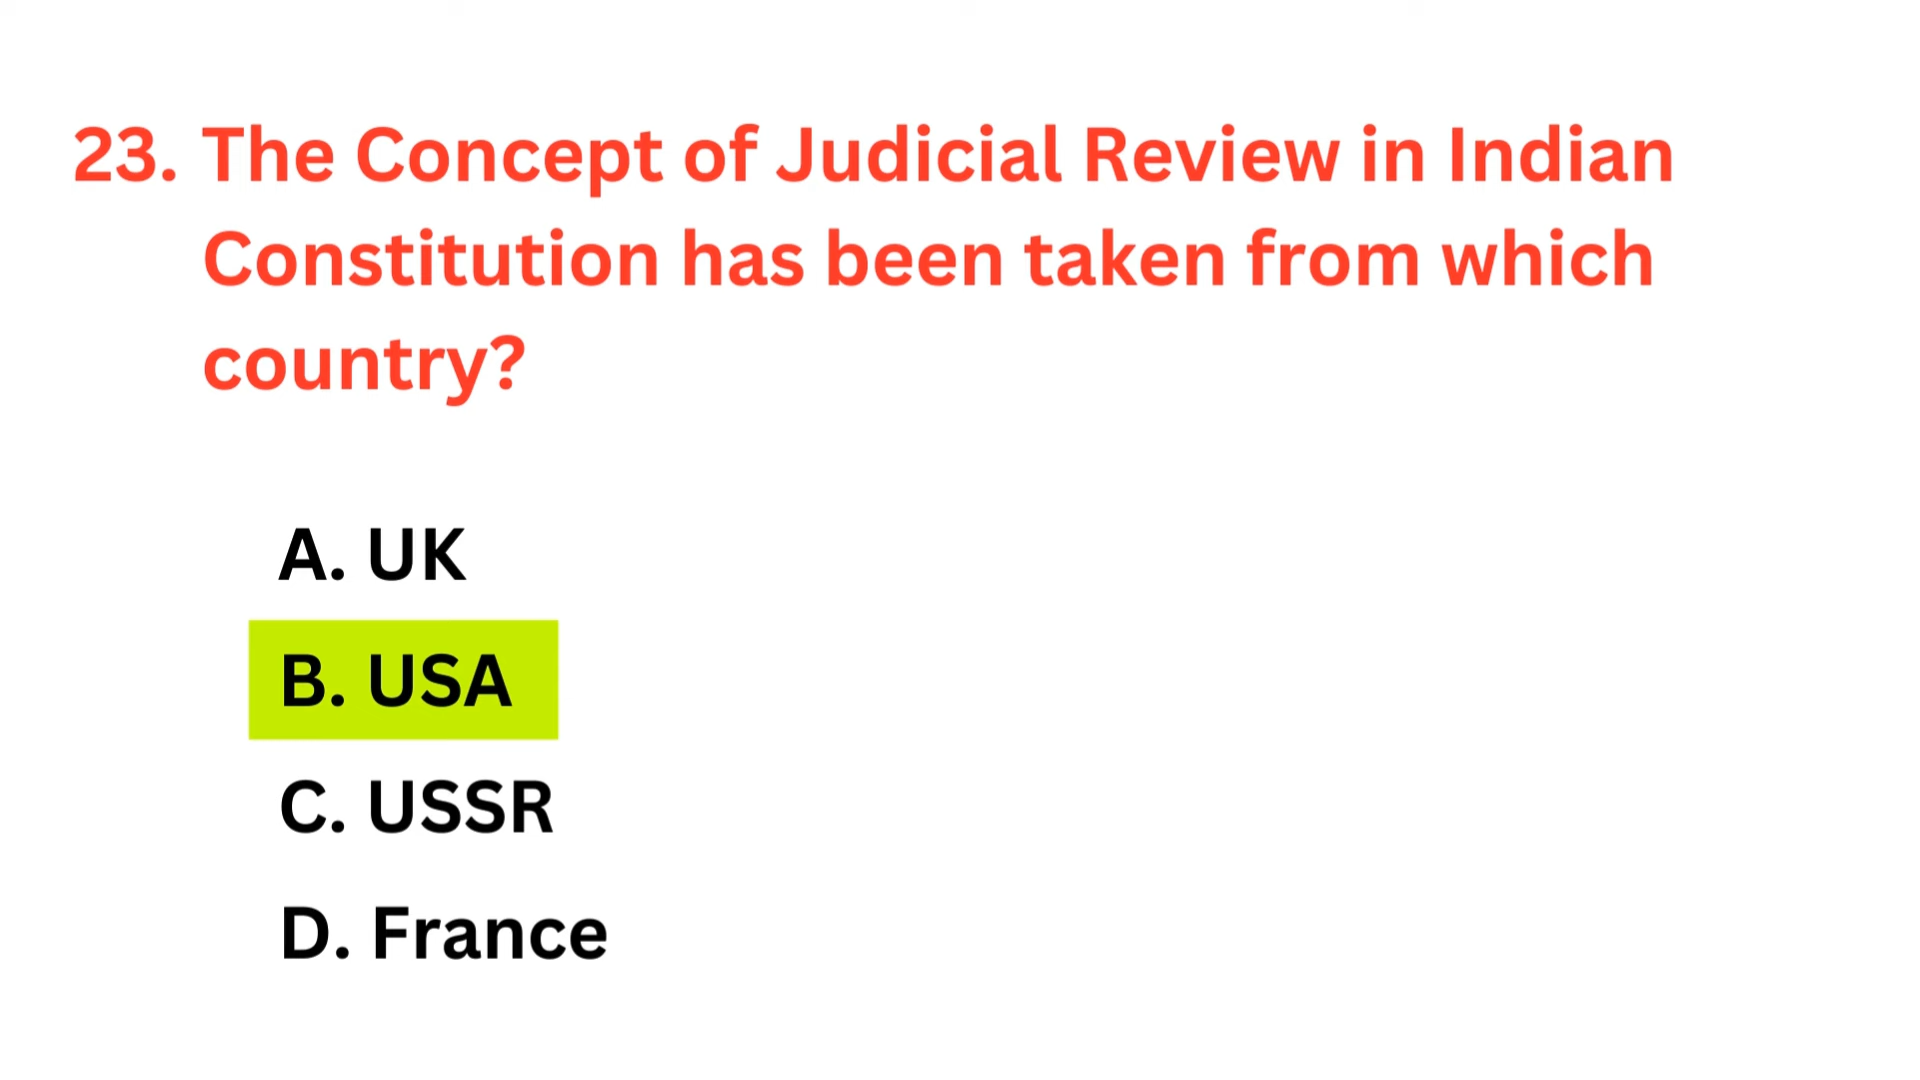 23. The Concept of Judicial Review in Indian
Constitution has been taken from which
country?
A. UK
B. USA
C. USSR
D. France